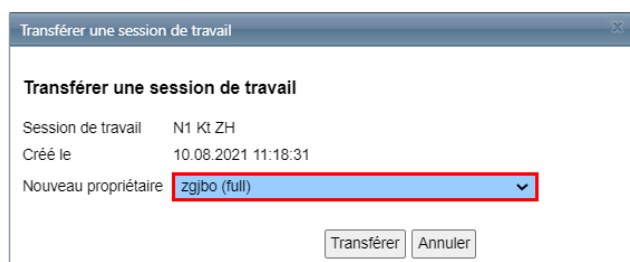 Transférer une session de travail
Transférer une session de travail
Session de travail N1 Kt ZH
Créé le 10.08.2021 11:18:31
Nouveau propriétaire zgjbo (full)
Transférer Annuler